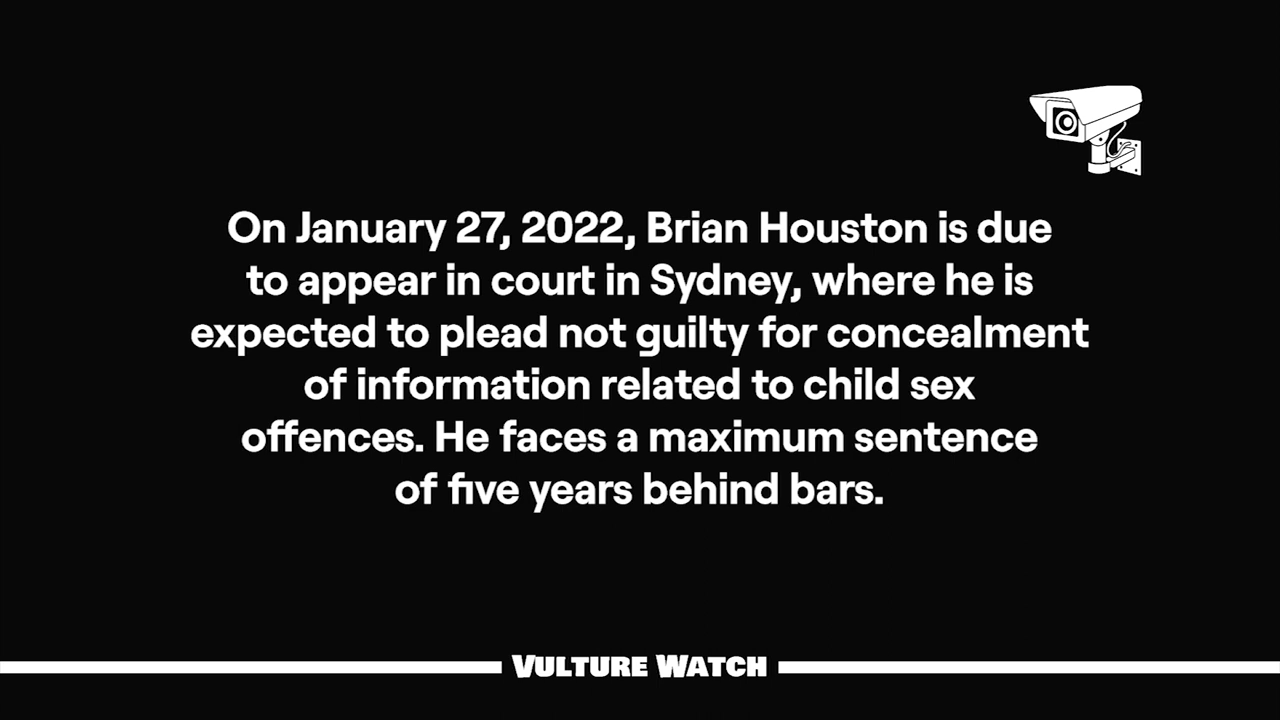 On January 27, 2022, Brian Houston is due
to appear in court in Sydney, where he is
expected to plead not guilty for concealment
of information related to child sex
offences. He faces a maximum sentence
of five years behind bars.
VULTURE WATCH